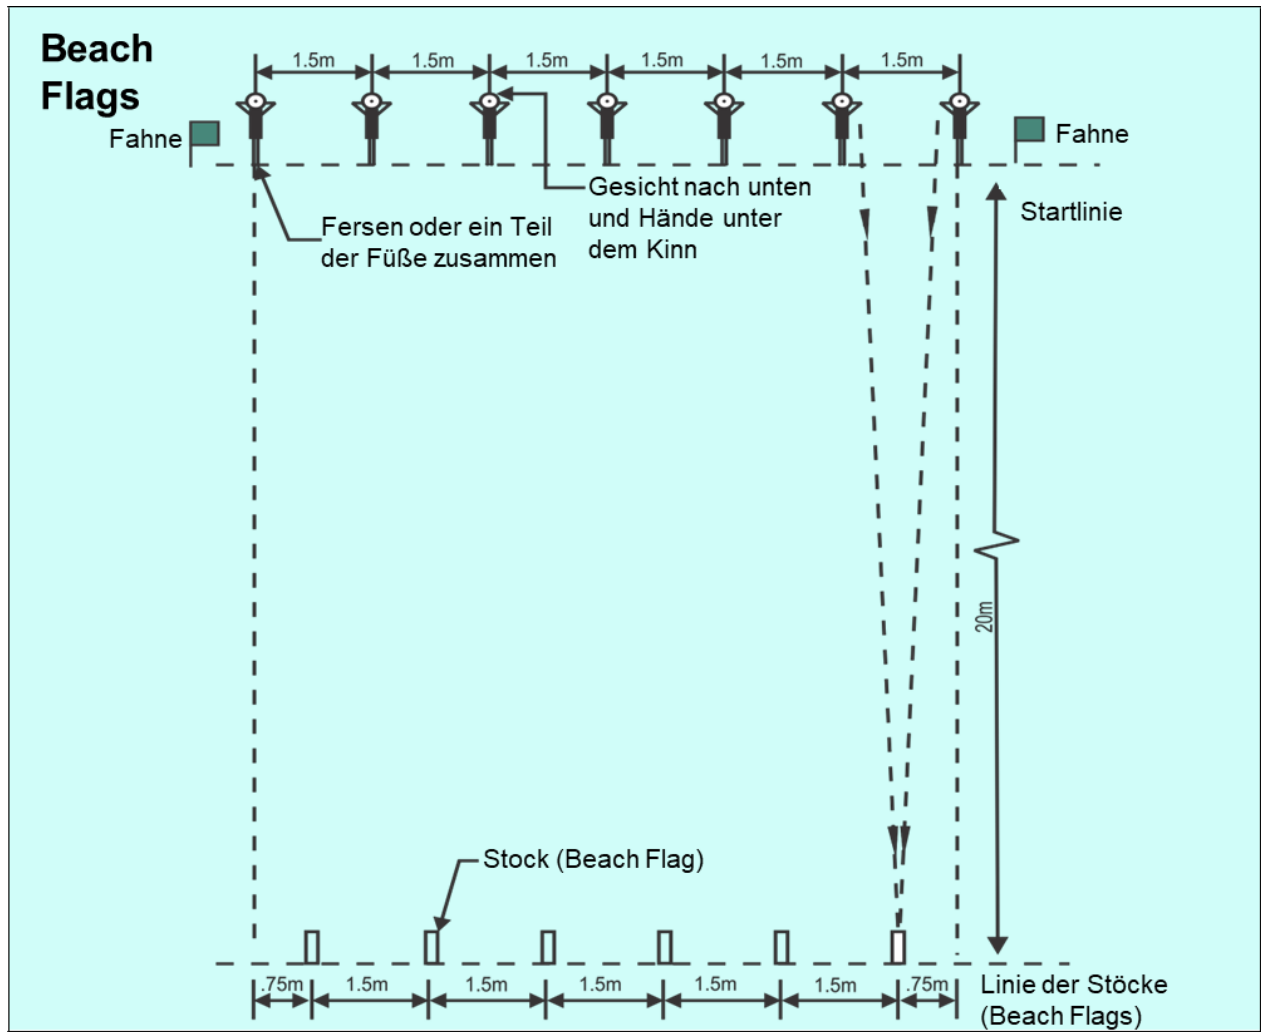 Beach
Flags
1.5m 1.5m 1.5m 1.5m 1.5m 1.5m
Fahne
Fahne
Gesicht nach unten
und Hände unter
dem Kinn
Startlinie
Fersen oder ein Teil
der Füße zusammen
20m
Stock (Beach Flag)
.75m 1.5m 1.5m 1.5m 1.5m 1.5m .75m
Linie der Stöcke
(Beach Flags)